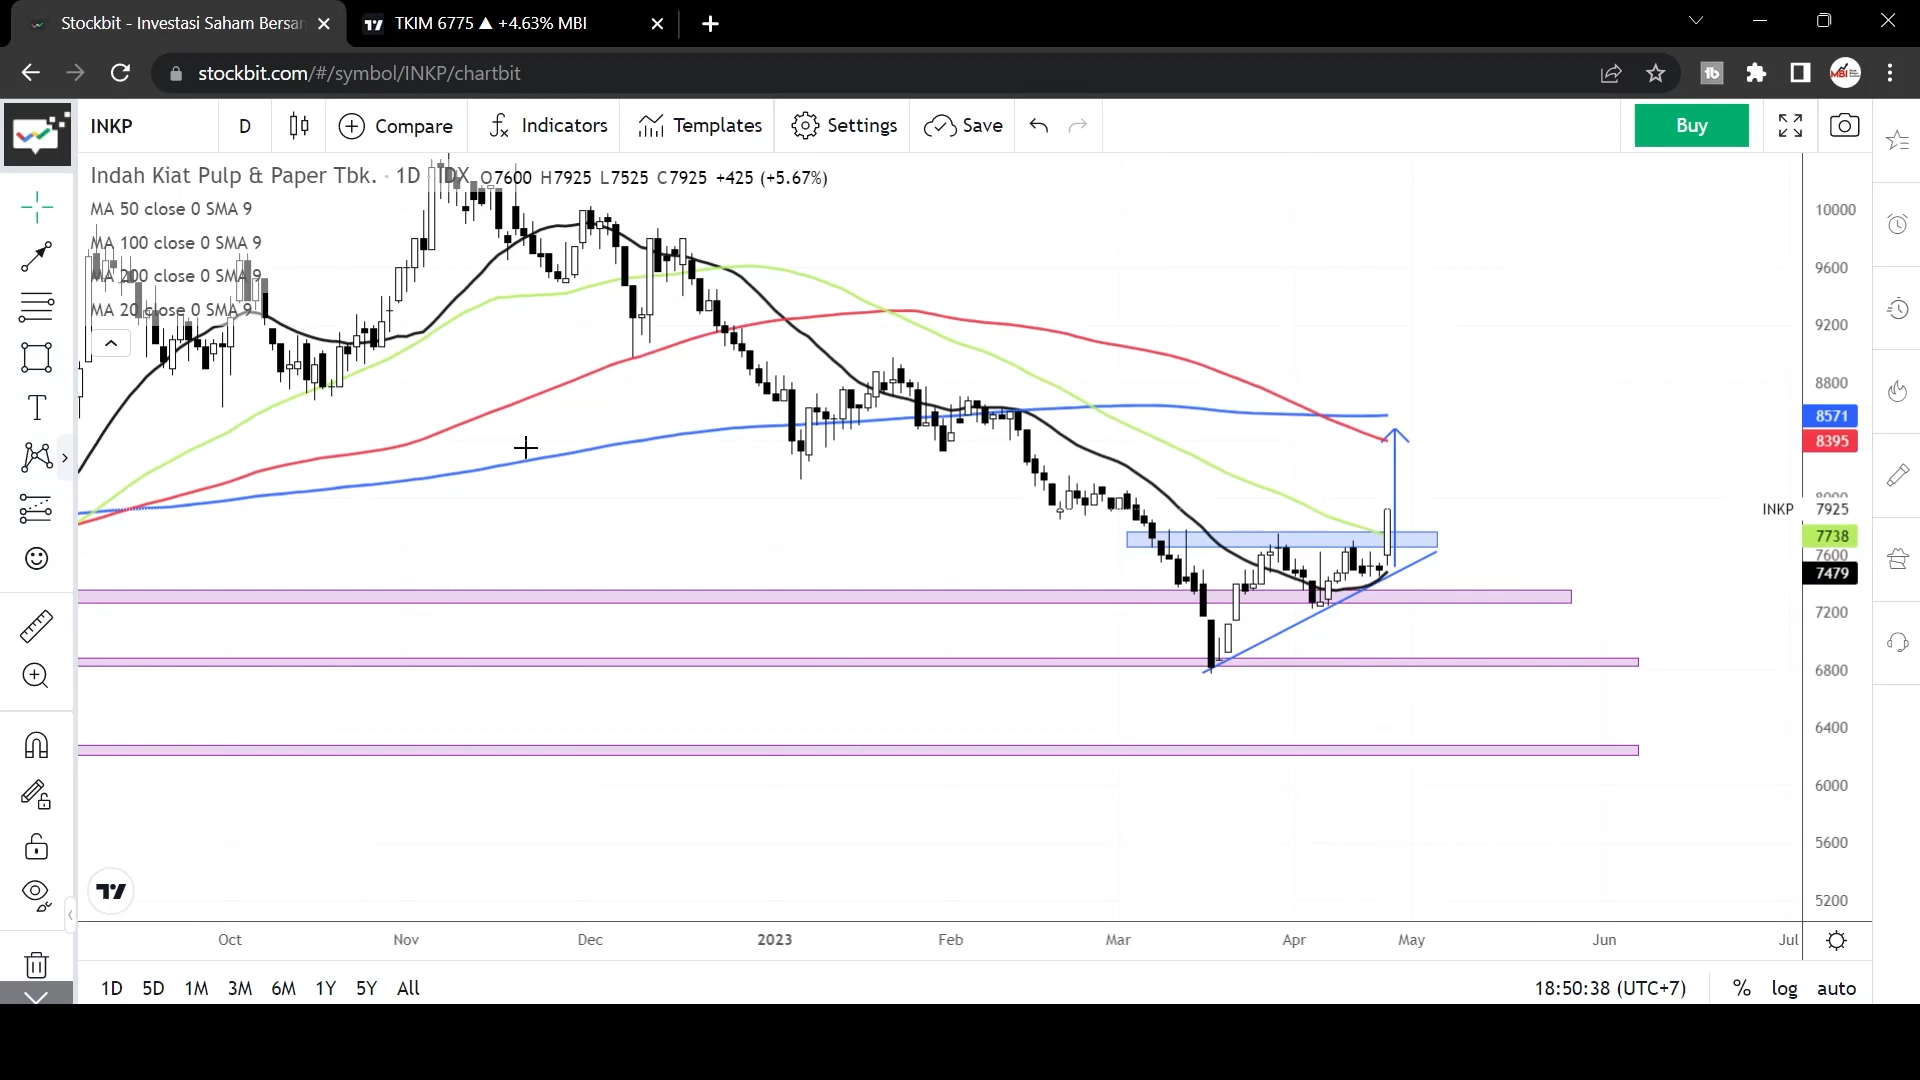 Stockbit - Investasi Saham Bersan
TKIM 6775 ▲ +4.63% MBI
stockbit.com/#/symbol/INKP/chartbit
INKP
D
Compare
Indicators
Templates
Settings
Save
Buy
Indah Kiat Pulp & Paper Tbk. · 1D · IDX
O7600 H7925 L7525 C7925 +425 (+5.67%)
MA 50 close 0 SMA 9
MA 100 close 0 SMA 9
MA 200 close 0 SMA 9
MA 20 close 0 SMA 9
10000
9600
9200
8800
8571
8395
8000
INKP 7925
7738
7600
7479
7200
6800
6400
6000
5600
5200
Oct Nov Dec 2023 Feb Mar Apr May Jun Jul
1D 5D 1M 3M 6M 1Y 5Y All
18:50:38 (UTC+7)
% log auto